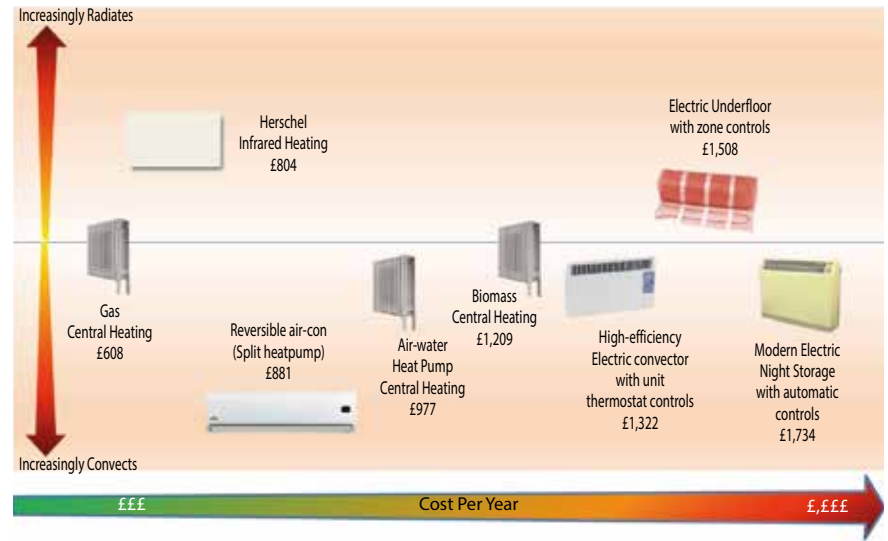 Increasingly Radiates
Herschel
Infrared Heating
£804
Electric Underfloor
with zone controls
£1,508
Gas
Central Heating
£608
Reversible air-con
(Split heatpump)
£881
Air-water
Heat Pump
Central Heating
£977
Biomass
Central Heating
£1,209
High-efficiency
Electric convector
with unit
thermostat controls
£1,322
Modern Electric
Night Storage
with automatic
controls
£1,734
Increasingly Convects
£££
Cost Per Year
£,£££